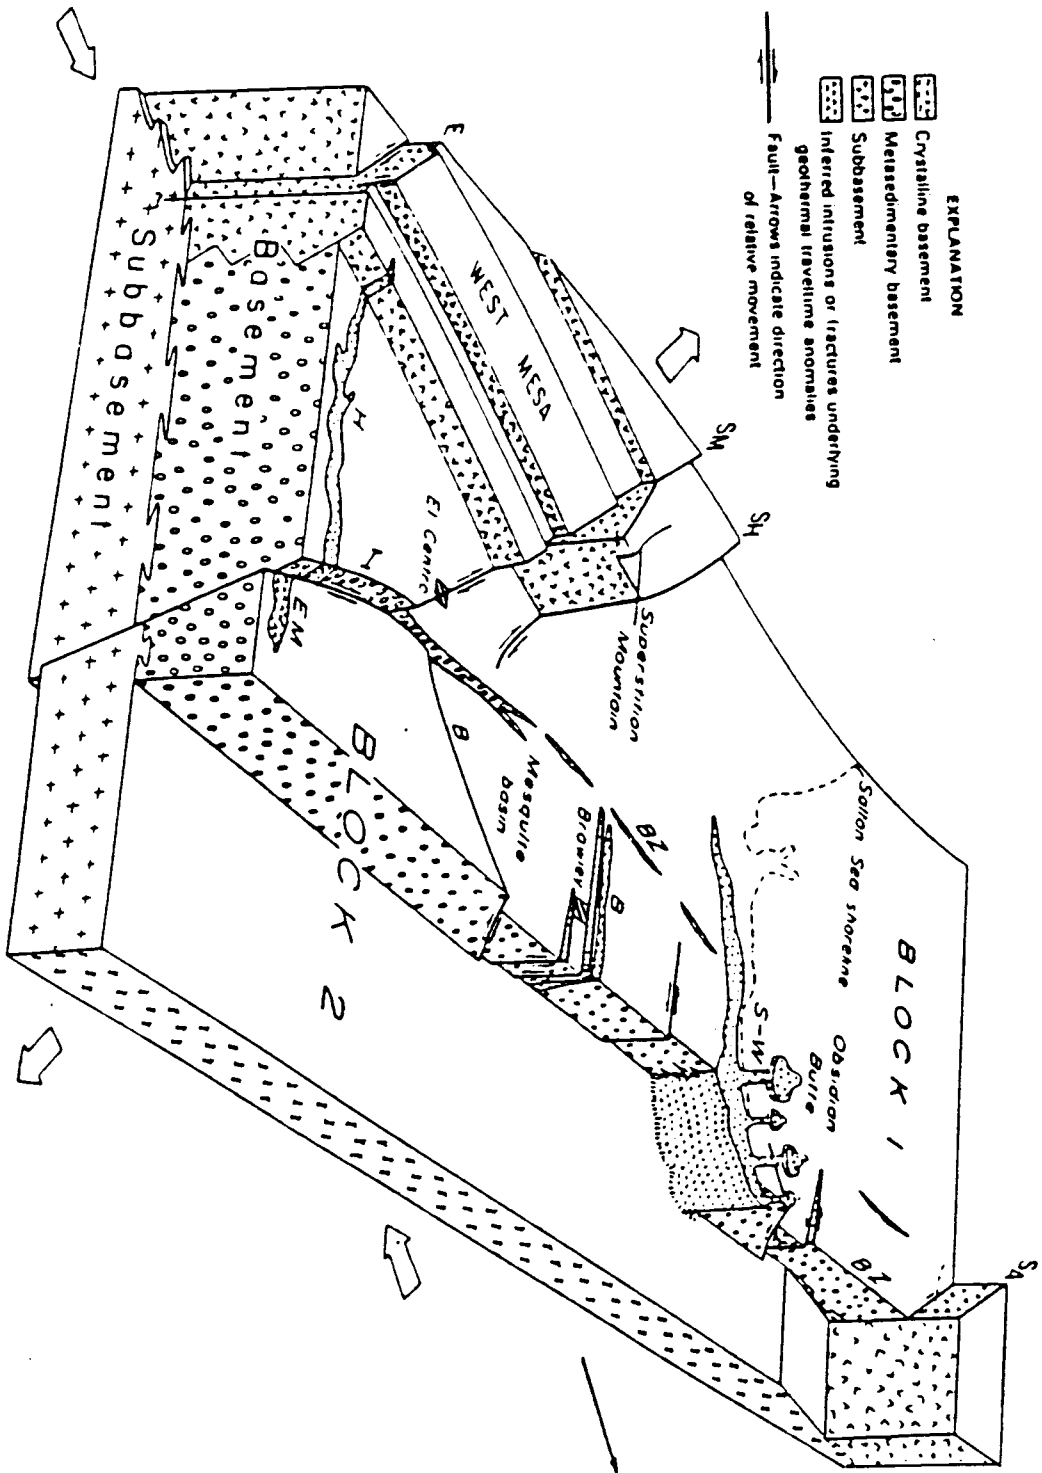 EXPLANATION
Crystalline basement
Metasedimentary basement
Subbasement
Inferred intrusions or fractures underlying
geothermal traveltime anomalies
Fault—Arrows indicate direction
of relative movement
E
SM
SH
SA
WEST MESA
Superstition
Mountain
Salton Sea shoreline
BLOCK 1
Obsidian
Butte
S-W
BZ
BZ
El Centro
I
H
EM
B
Mesquite
basin
Brawley
B
BLOCK 2
Basement
Subbasement